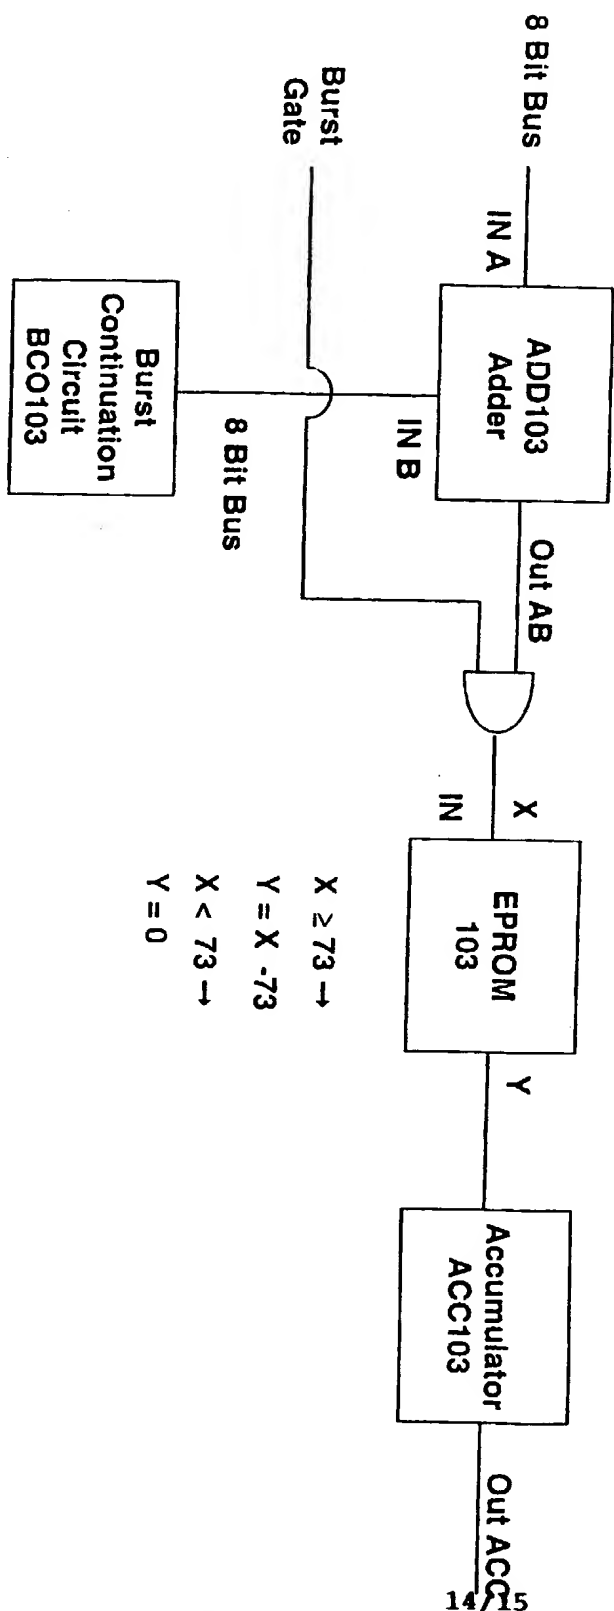 8 Bit Bus
IN A
ADD103
Adder
Out AB
IN B
Burst
Gate
8 Bit Bus
Burst
Continuation
Circuit
BCO103
X
IN
EPROM
103
Y
X ≥ 73 →
Y = X -73
X < 73 →
Y = 0
Accumulator
ACC103
Out ACC
14/15